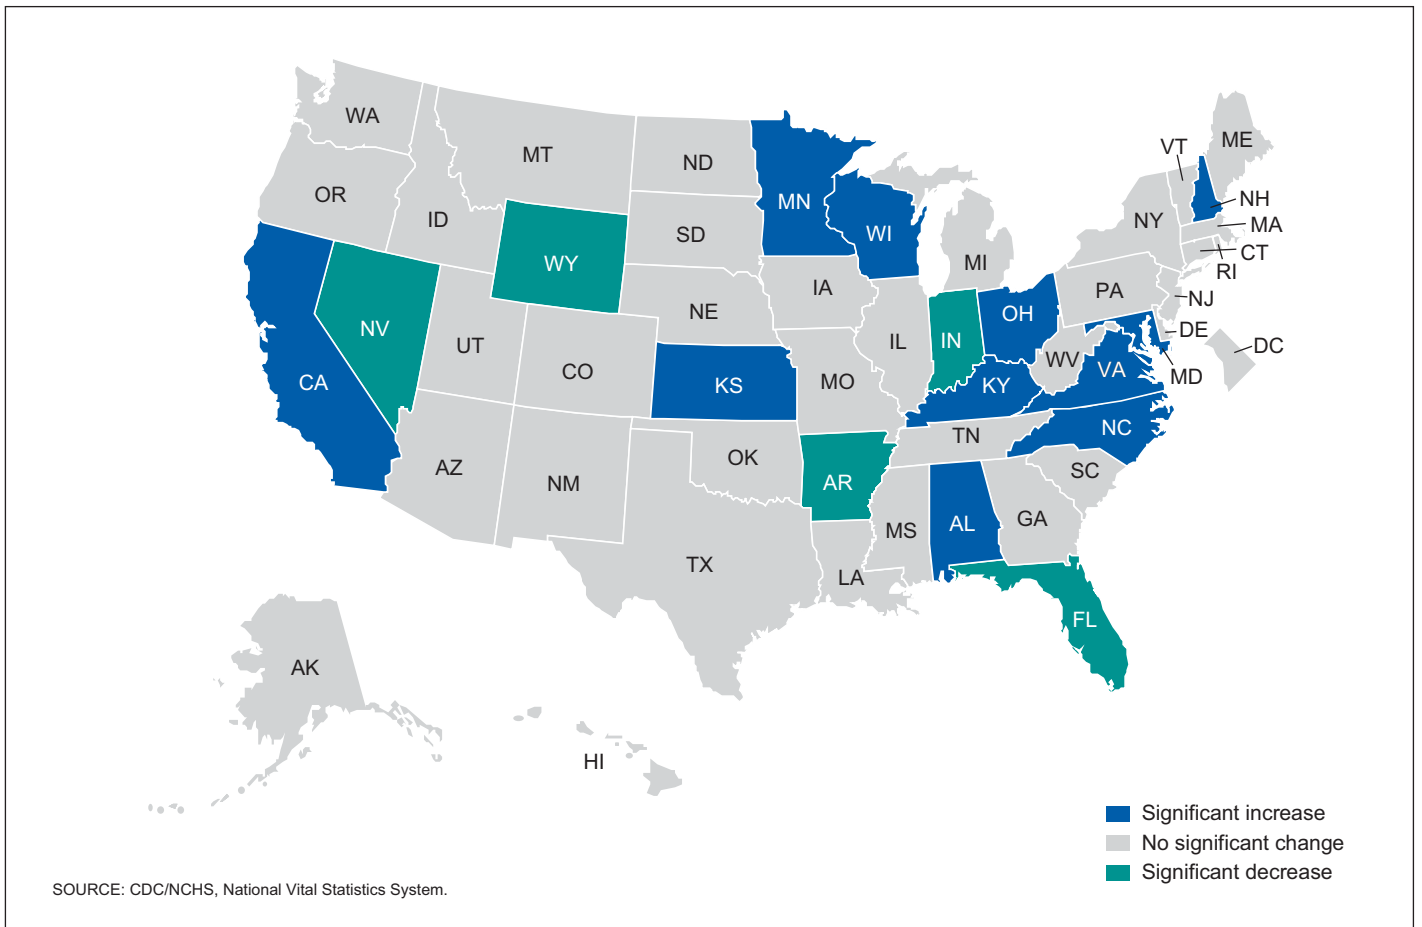 WA
MT
ND
MN
VT
ME
OR
ID
SD
WI
NY
NH
MA
WY
MI
CT
RI
IA
PA
NJ
NV
NE
OH
DE
UT
IL
IN
DC
CO
WV
CA
MO
KS
KY
VA
MD
NC
TN
AZ
OK
SC
NM
AR
GA
AL
MS
TX
LA
FL
AK
HI
Significant increase
No significant change
Significant decrease
SOURCE: CDC/NCHS, National Vital Statistics System.